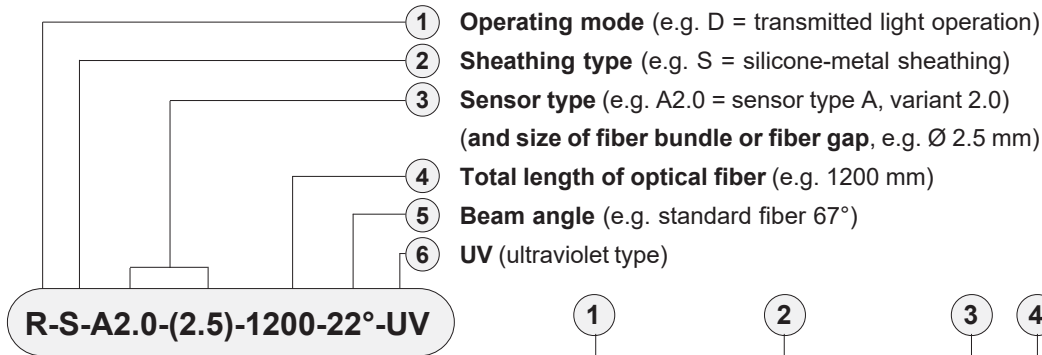 1 Operating mode (e.g. D = transmitted light operation)
2 Sheathing type (e.g. S = silicone-metal sheathing)
3 Sensor type (e.g. A2.0 = sensor type A, variant 2.0)
(and size of fiber bundle or fiber gap, e.g. Ø 2.5 mm)
4 Total length of optical fiber (e.g. 1200 mm)
5 Beam angle (e.g. standard fiber 67°)
6 UV (ultraviolet type)
R-S-A2.0-(2.5)-1200-22°-UV
1 2 3 4